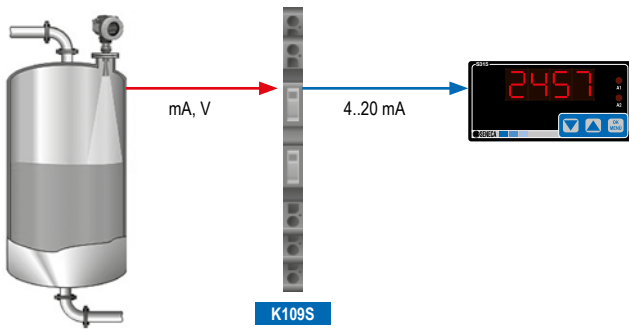 S315
2457
A1
A2
mA, V
4..20 mA
SENECA
OK
MENU
K109S